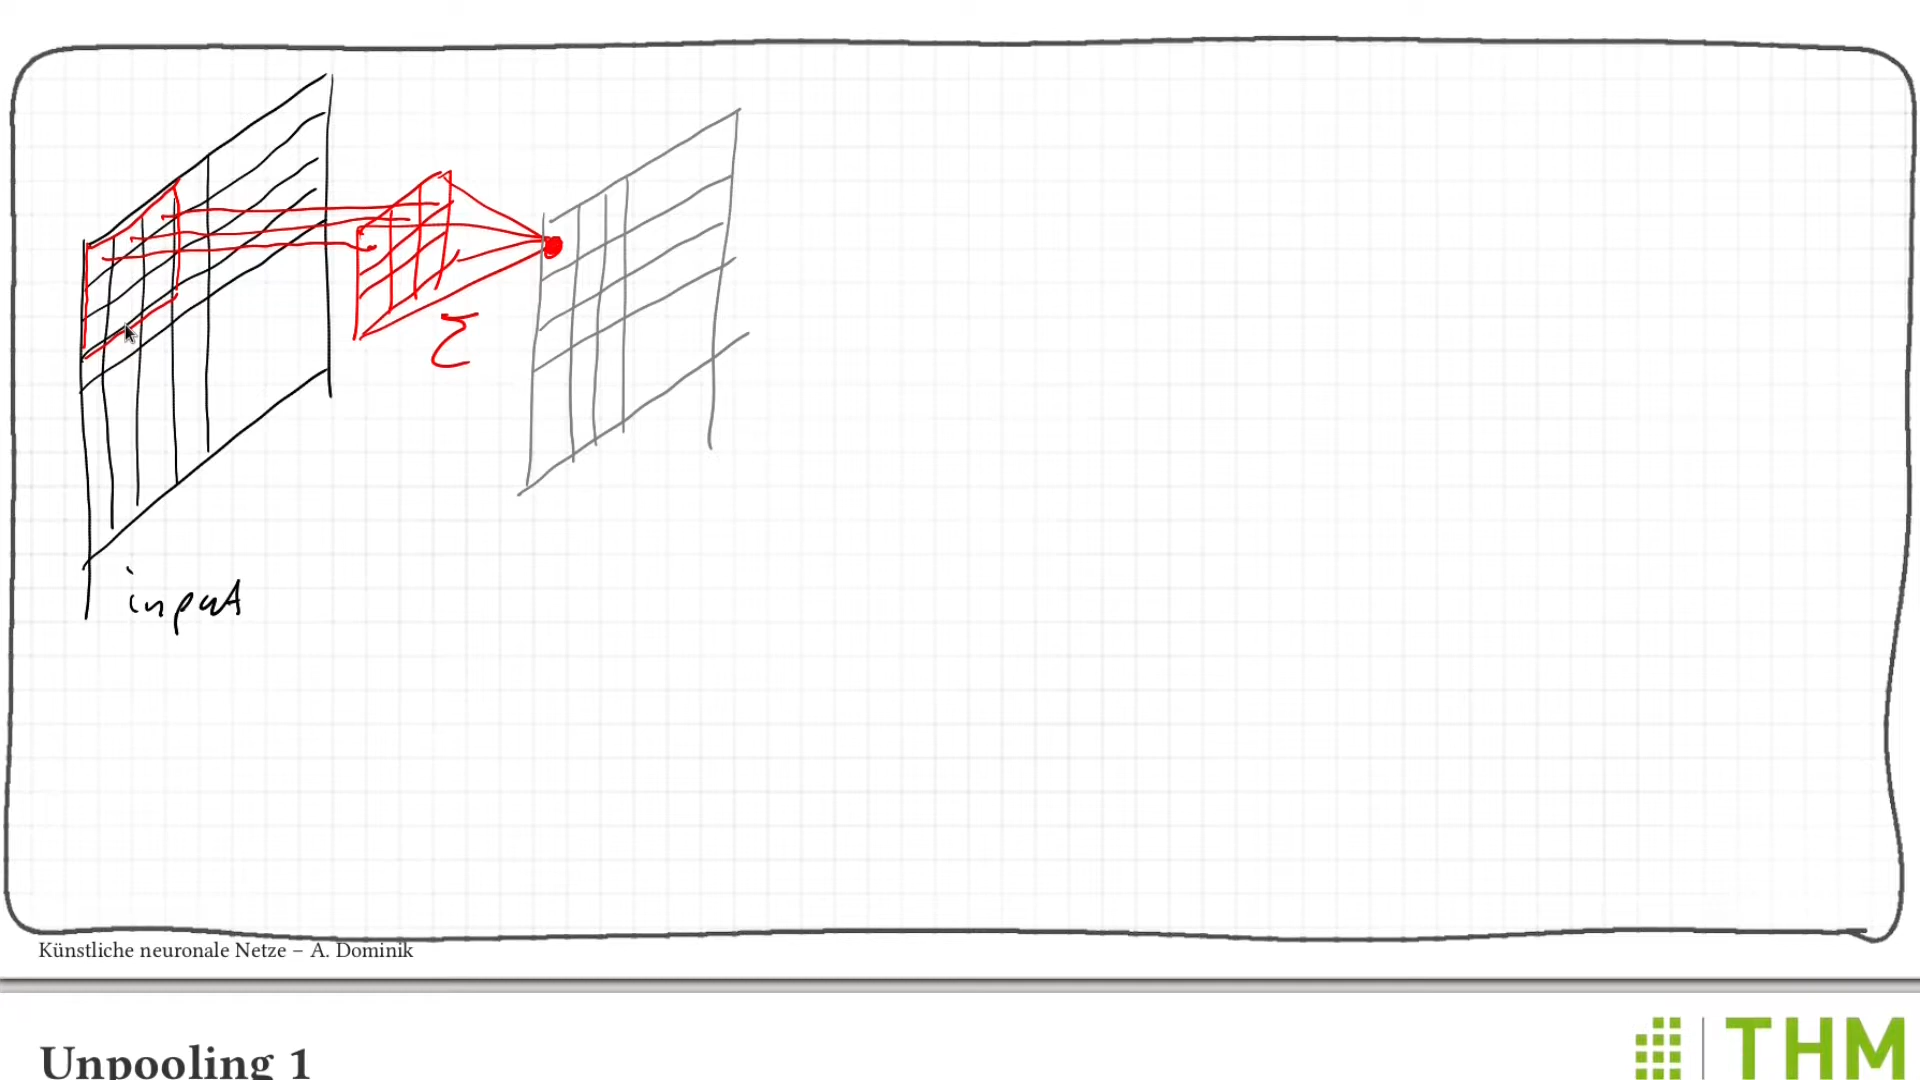 Σ
input
Künstliche neuronale Netze – A. Dominik
Unpooling 1
THM